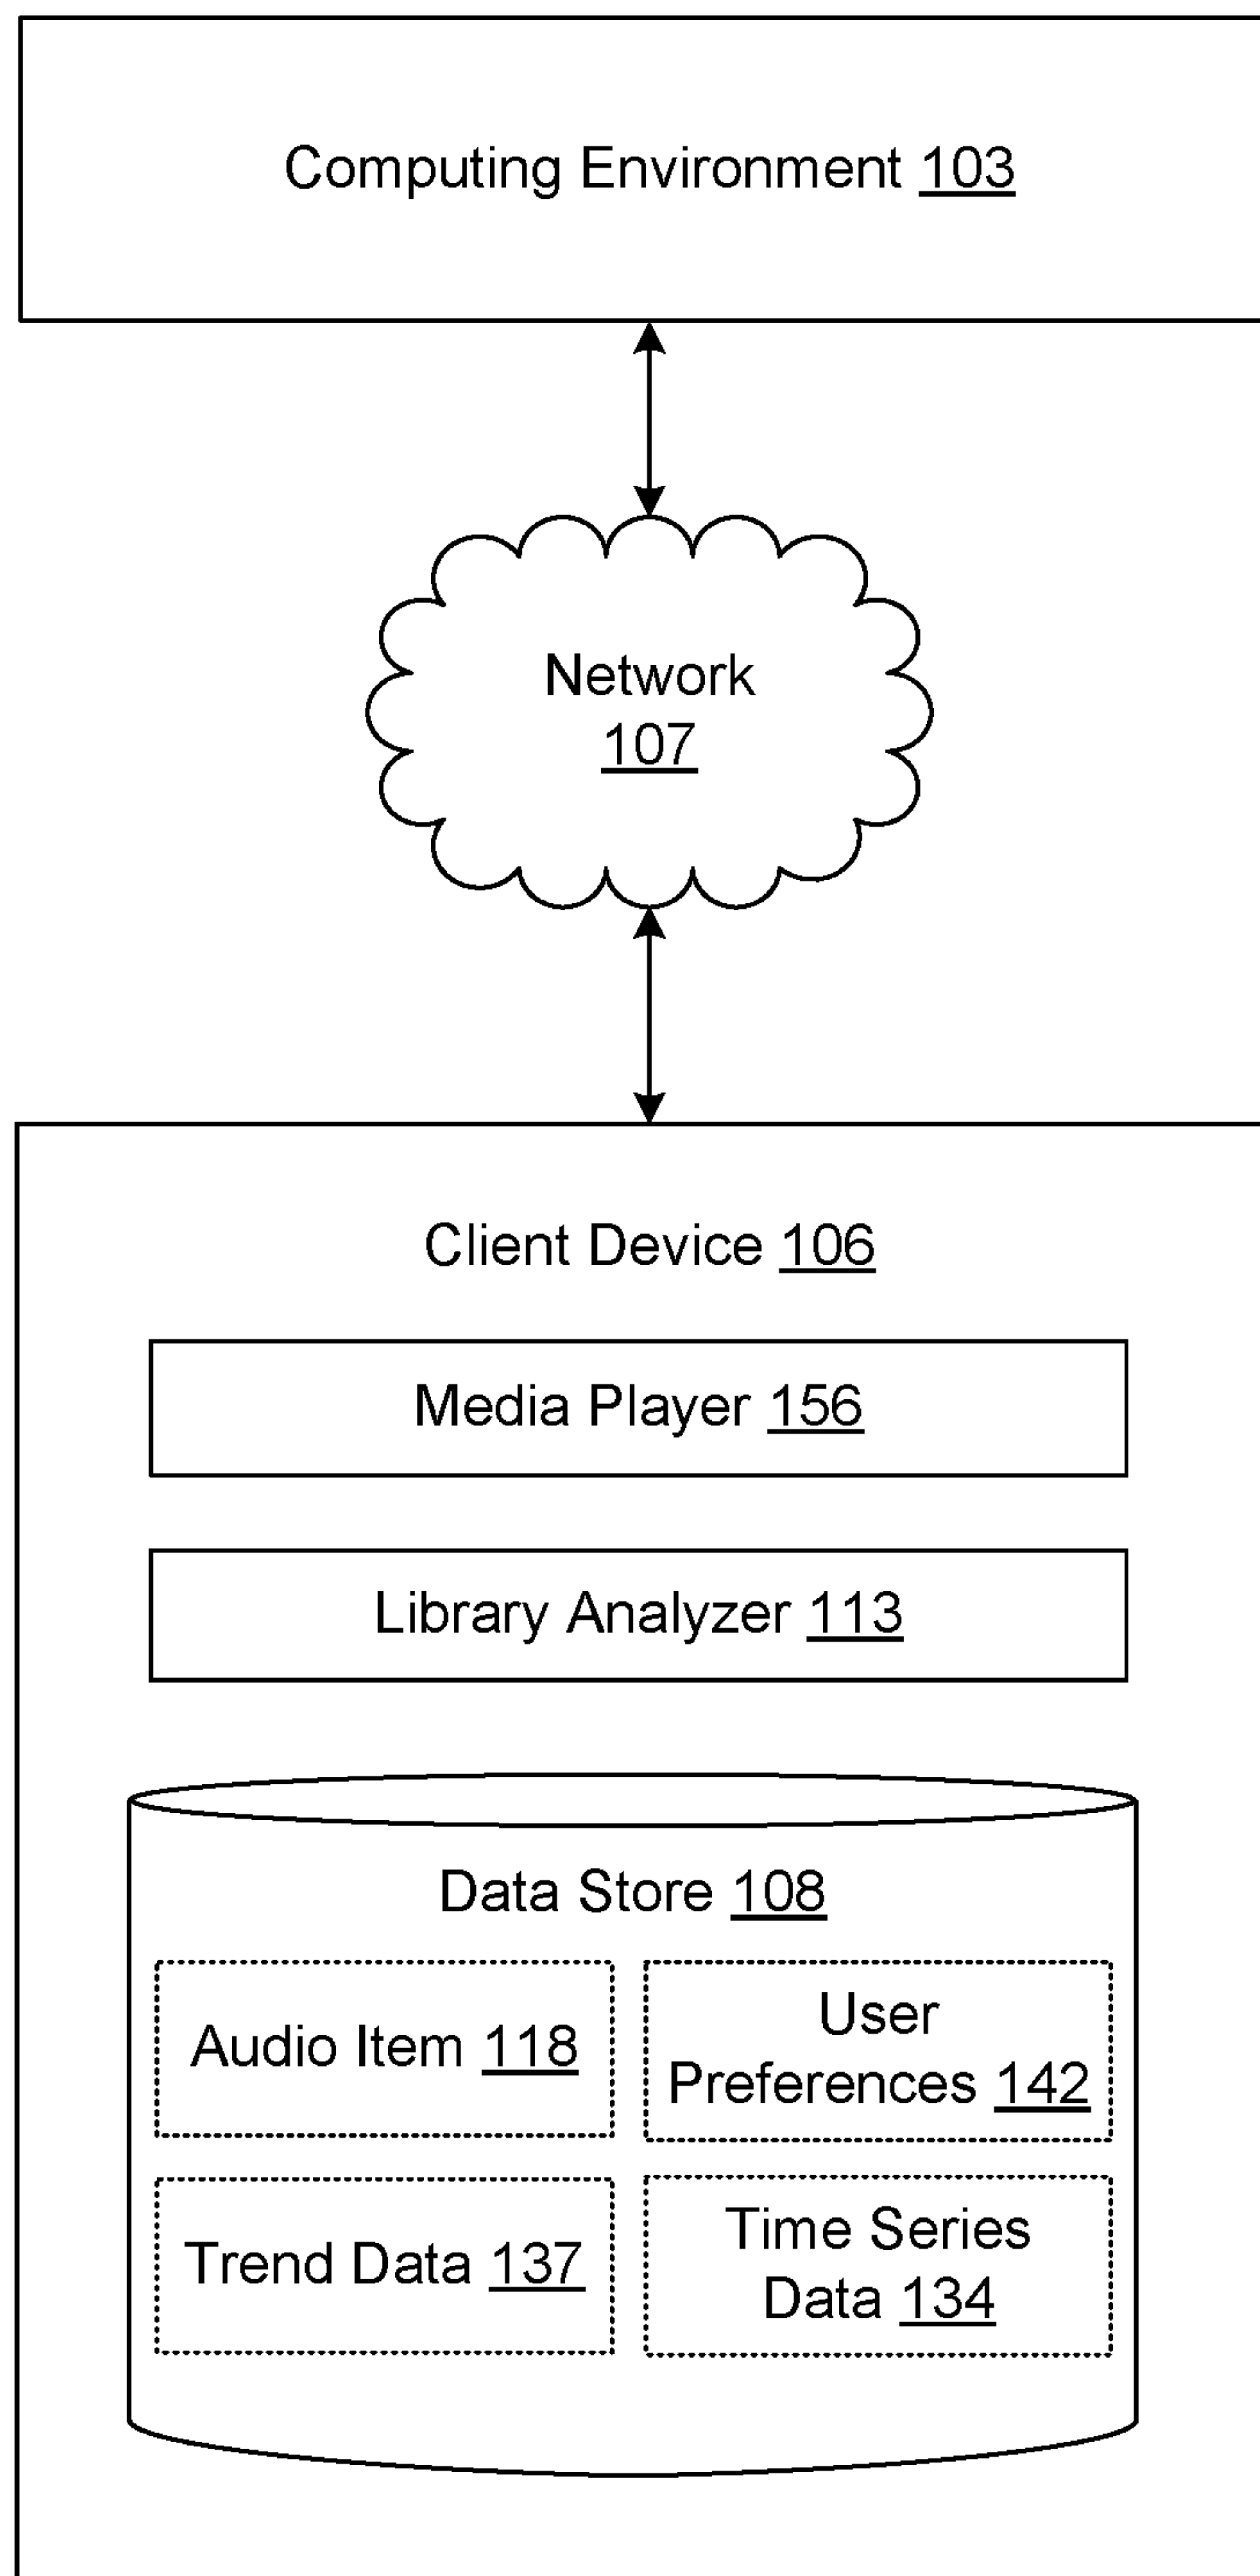 Computing Environment 103
Network
107
Client Device 106
Media Player 156
Library Analyzer 113
Data Store 108
Audio Item 118
User
Preferences 142
Trend Data 137
Time Series
Data 134